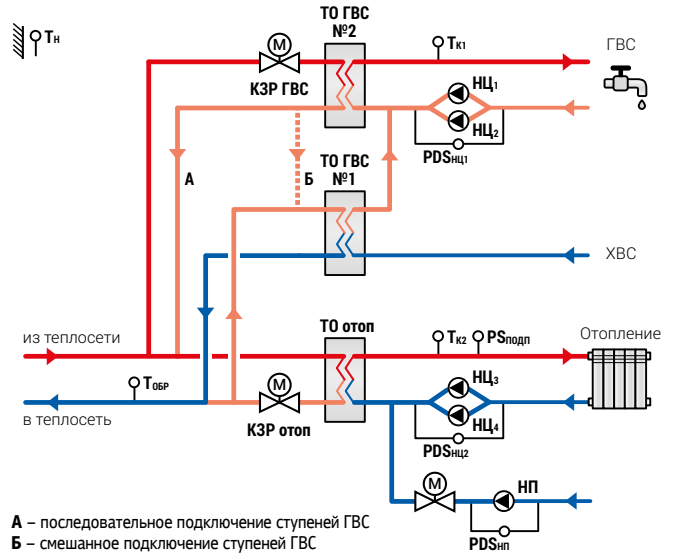 Tн
ТО ГВС
№2
M
КЗР ГВС
Tк1
ГВС
НЦ1
НЦ2
PDSнц1
А
Б
ТО ГВС
№1
ХВС
из теплосети
ТО отоп
Tк2
PSподп
Отопление
Tобр
в теплосеть
M
КЗР отоп
НЦ3
НЦ4
PDSнц2
M
НП
PDSнп
А – последовательное подключение ступеней ГВС
Б – смешанное подключение ступеней ГВС